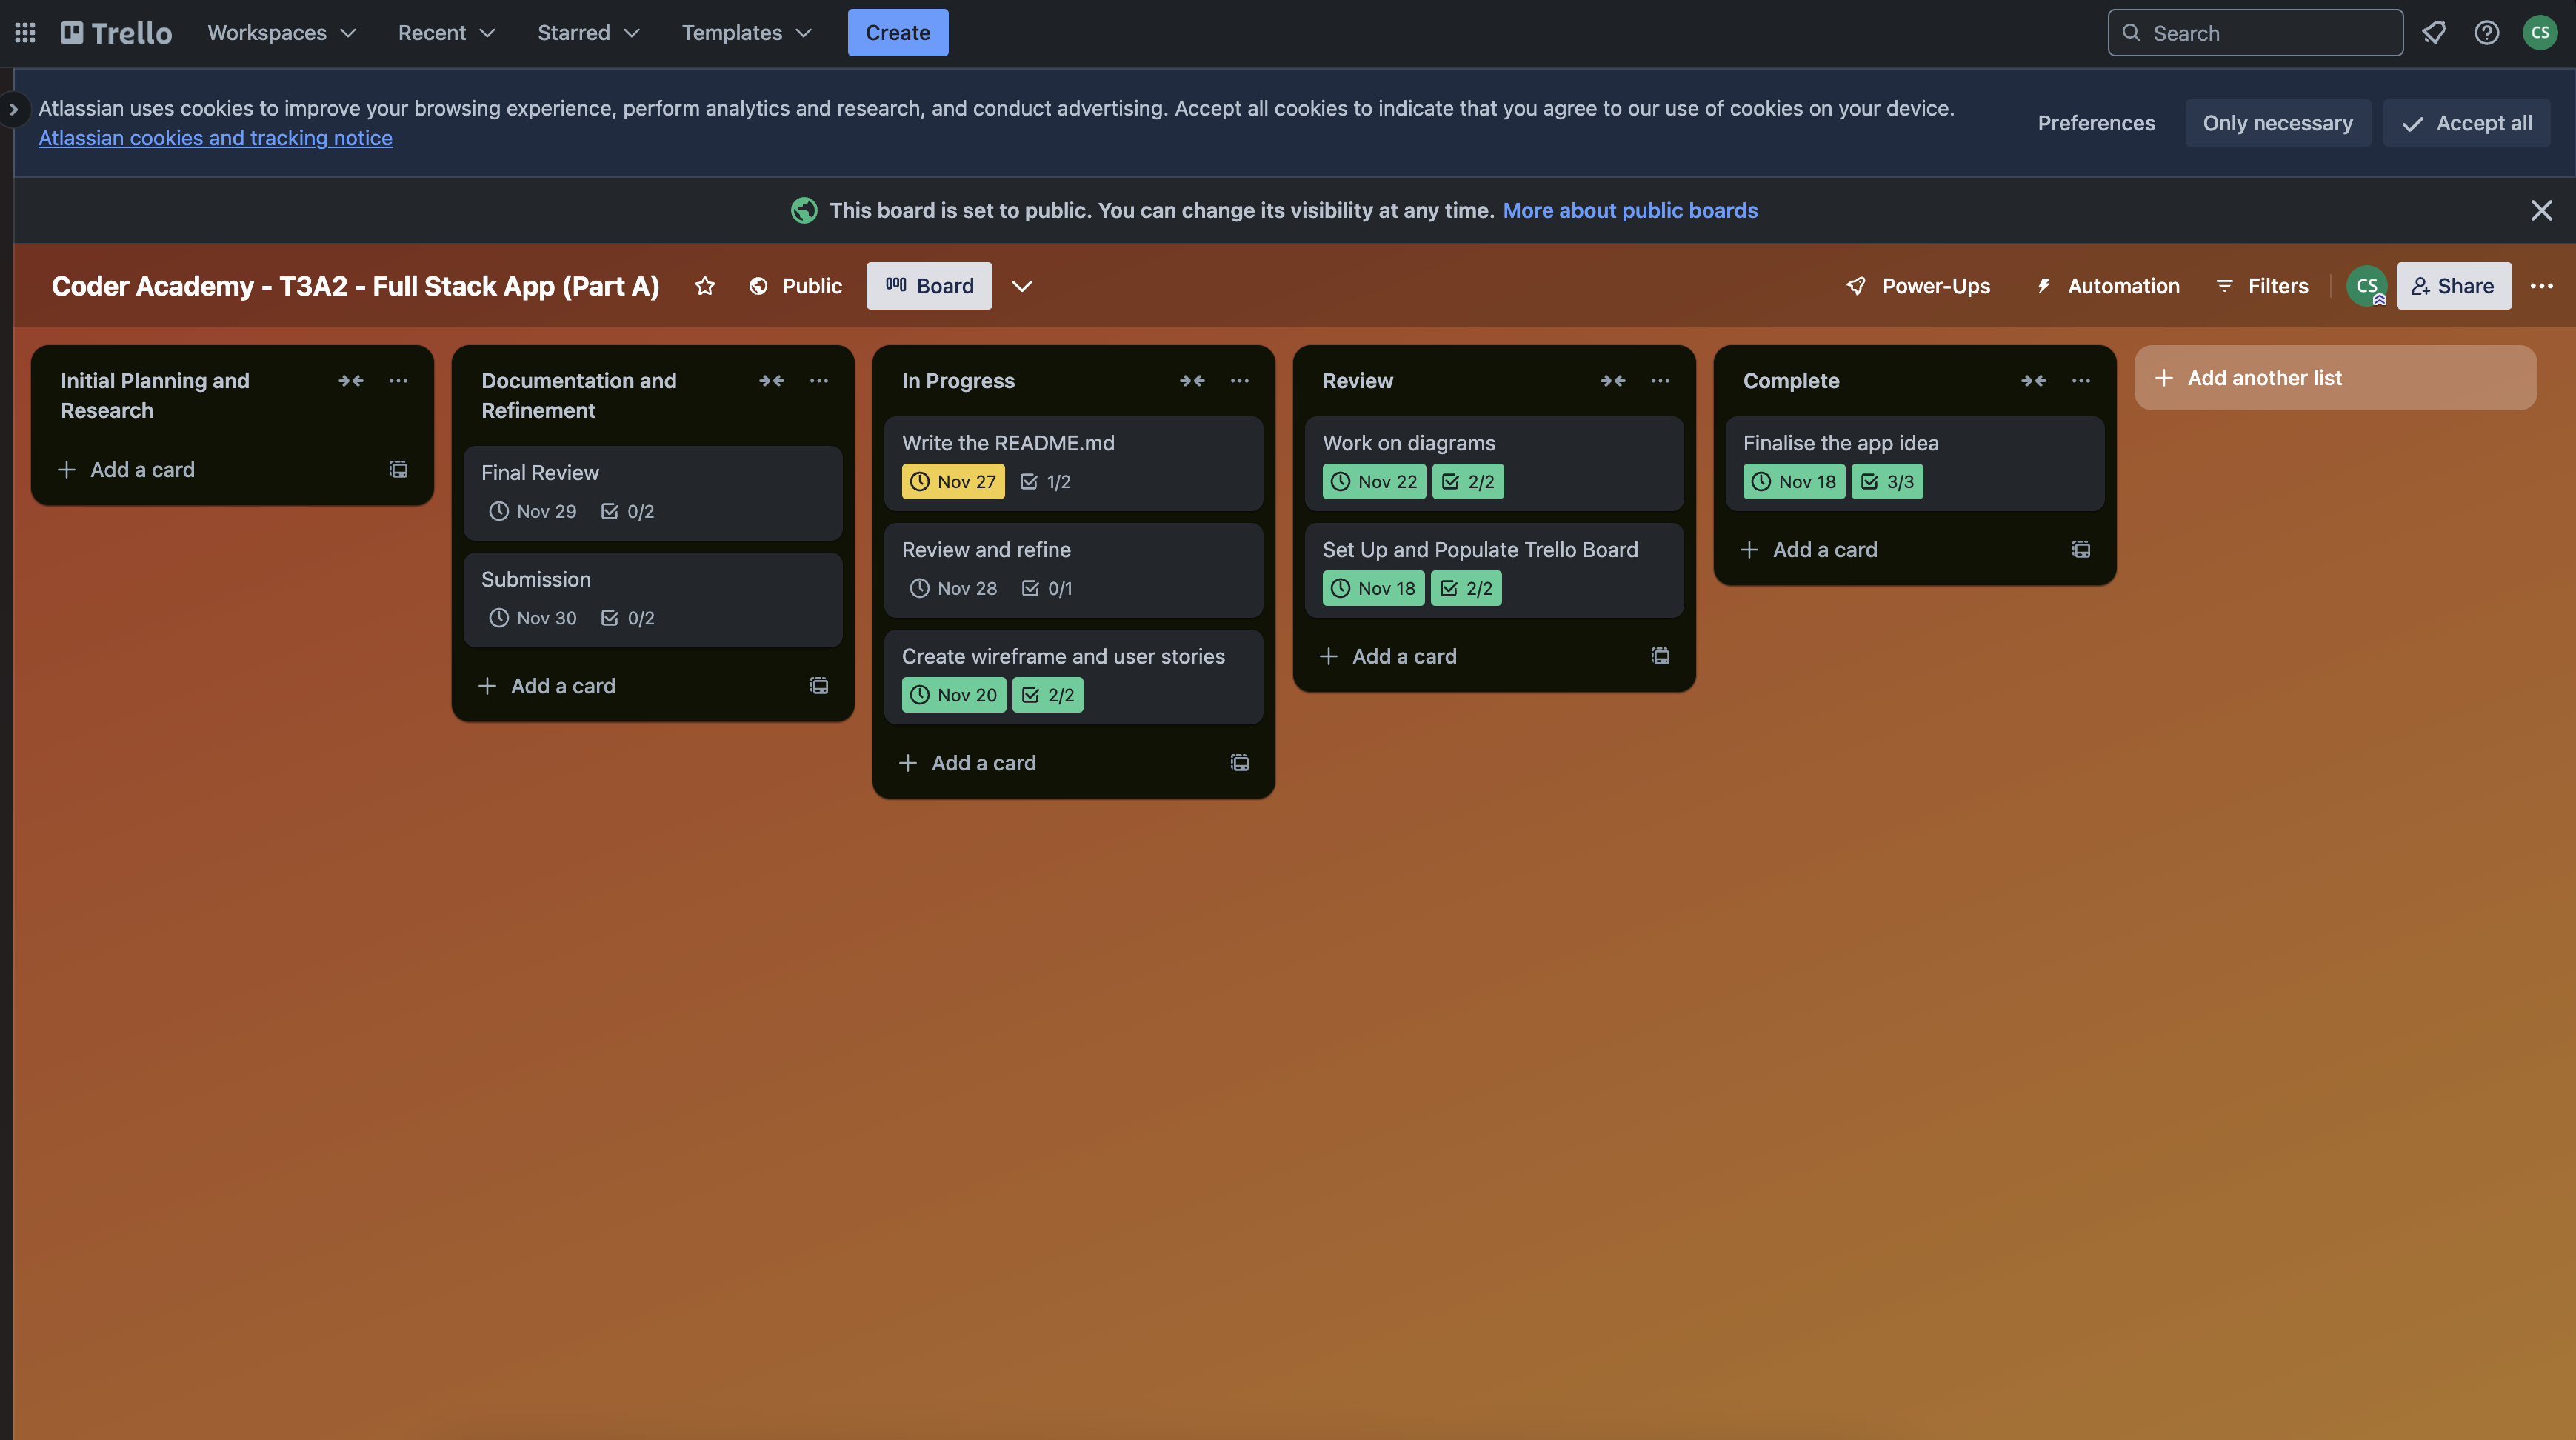 Trello
Workspaces
Recent
Starred
Templates
Create
Search
CS
Atlassian uses cookies to improve your browsing experience, perform analytics and research, and conduct advertising. Accept all cookies to indicate that you agree to our use of cookies on your device.
Atlassian cookies and tracking notice
Preferences
Only necessary
Accept all
This board is set to public. You can change its visibility at any time. More about public boards
Coder Academy - T3A2 - Full Stack App (Part A)
Public
Board
Power-Ups
Automation
Filters
CS
Share
Initial Planning and
Research
Add a card
Documentation and
Refinement
Final Review
Nov 29 0/2
Submission
Nov 30 0/2
Add a card
In Progress
Write the README.md
Nov 27 1/2
Review and refine
Nov 28 0/1
Create wireframe and user stories
Nov 20 2/2
Add a card
Review
Work on diagrams
Nov 22 2/2
Set Up and Populate Trello Board
Nov 18 2/2
Add a card
Complete
Finalise the app idea
Nov 18 3/3
Add a card
Add another list